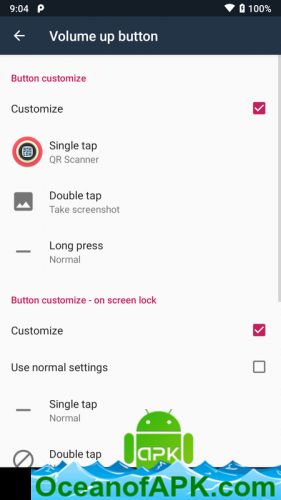 9:04
100%
Volume up button
Button customize
Customize
Single tap
QR Scanner
Double tap
Take screenshot
Long press
Normal
Button customize - on screen lock
Customize
Use normal settings
Single tap
Normal
Double tap
APK
OceanofAPK.com